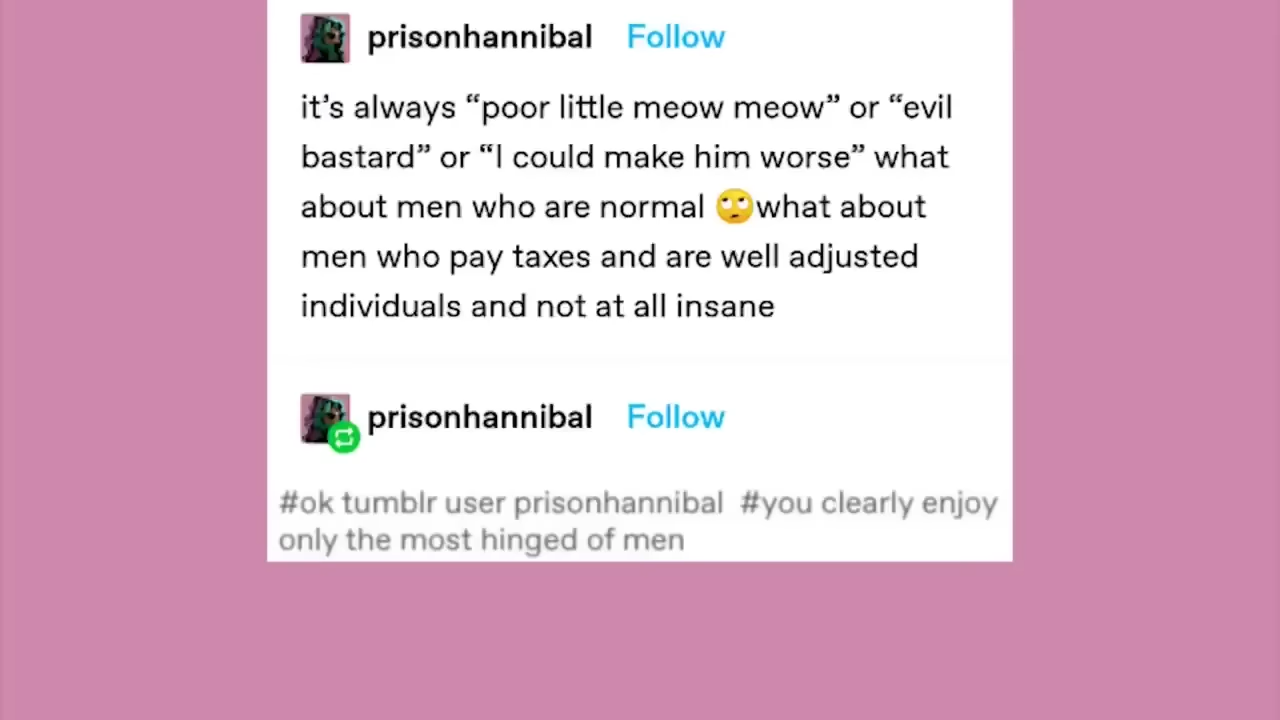 prisonhannibal Follow
it’s always “poor little meow meow” or “evil
bastard” or “I could make him worse” what
about men who are normal 🙄what about
men who pay taxes and are well adjusted
individuals and not at all insane
prisonhannibal Follow
#ok tumblr user prisonhannibal #you clearly enjoy
only the most hinged of men